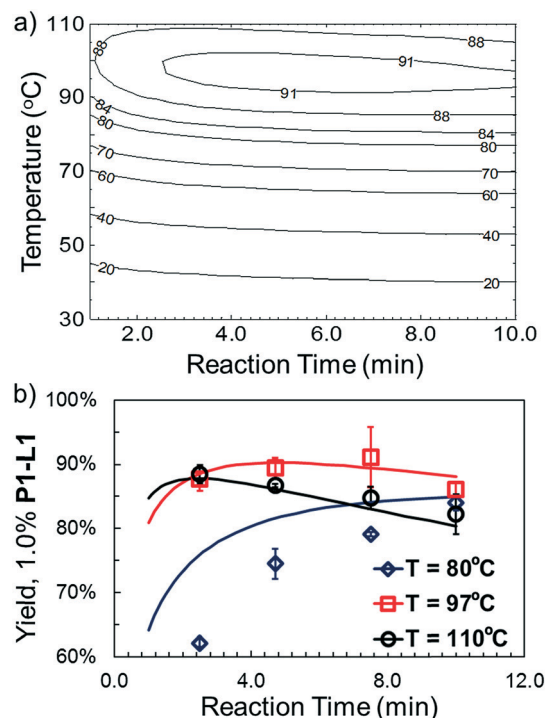 a)
110
90
70
50
30
Temperature (°C)
88
88
91
91
88
84
84
80
80
70
70
60
60
40
40
20
20
2.0 4.0 6.0 8.0 10.0
Reaction Time (min)
b)
100%
90%
80%
70%
60%
Yield, 1.0% P1-L1
T = 80°C
T = 97°C
T = 110°C
0.0 4.0 8.0 12.0
Reaction Time (min)